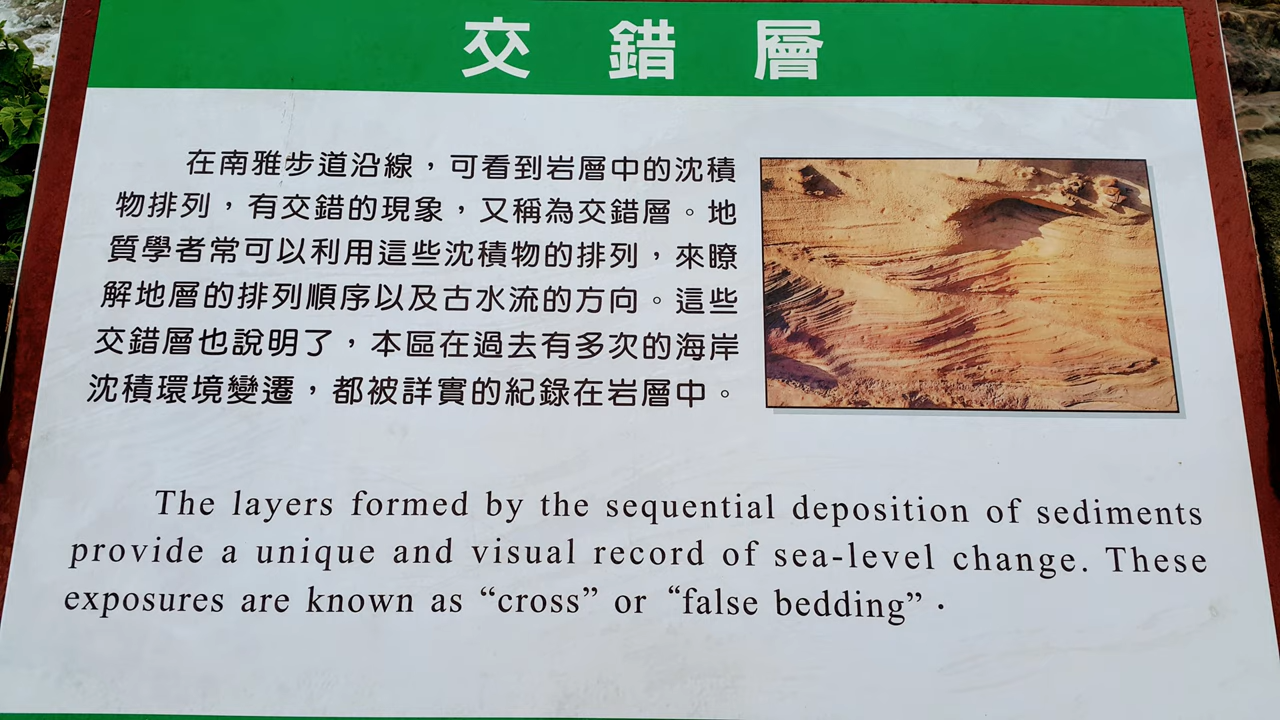 交錯層
在南雅步道沿線，可看到岩層中的沈積
物排列，有交錯的現象，又稱為交錯層。地
質學者常可以利用這些沈積物的排列，來瞭
解地層的排列順序以及古水流的方向。這些
交錯層也說明了，本區在過去有多次的海岸
沈積環境變遷，都被詳實的紀錄在岩層中。
The layers formed by the sequential deposition of sediments
provide a unique and visual record of sea-level change. These
exposures are known as “cross” or “false bedding”．